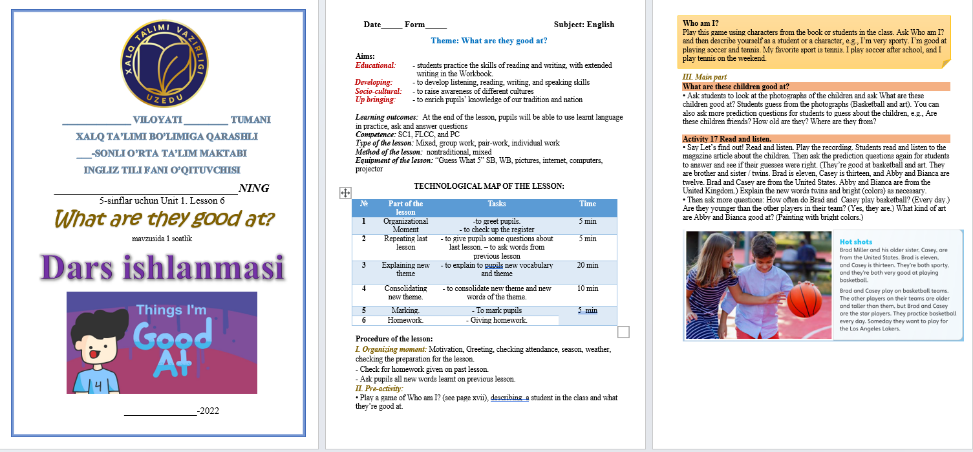 XALQ TALIMI VAZIRLIGI
UZEDU
____________ VILOYATI ________ TUMANI
XALQ TA'LIMI BO'LIMIGA QARASHLI
___-SONLI O'RTA TA'LIM MAKTABI
INGLIZ TILI FANI O'QITUVCHISI
______________________________NING
5-sinflar uchun Unit 1. Lesson 6
What are they good at?
mavzusida 1 soatlik
Dars ishlanmasi
Things I'm
Good
At
4
_______________-2022
Date_____ Form_____ Subject: English
Theme: What are they good at?
Aims:
Educational: - students practice the skills of reading and writing, with extended
writing in the Workbook.
Developing: - to develop listening, reading, writing, and speaking skills
Socio-cultural: - to raise awareness of different cultures
Up bringing: - to enrich pupils' knowledge of our tradition and nation
Learning outcomes: At the end of the lesson, pupils will be able to use learnt language
in practice, ask and answer questions
Competence: SC1, FLCC, and PC
Type of the lesson: Mixed, group work, pair-work, individual work
Method of the lesson: nontraditional, mixed
Equipment of the lesson: "Guess What 5" SB, WB, pictures, internet, computers,
projector
TECHNOLOGICAL MAP OF THE LESSON:
№ Part of the lesson Tasks Time
1 Organizational Moment -to greet pupils. - to check up the register 5 min
2 Repeating last lesson - to give pupils some questions about last lesson. – to ask words from previous lesson 5 min
3 Explaining new theme - to explain to pupils new vocabulary and theme 20 min
4 Consolidating new theme. - to consolidate new theme and new words of the theme. 10 min
5 Marking. - To mark pupils 5 min
6 Homework. - Giving homework.
Procedure of the lesson:
I. Organizing moment: Motivation, Greeting, checking attendance, season, weather,
checking the preparation for the lesson.
- Check for homework given on past lesson.
- Ask pupils all new words learnt on previous lesson.
II. Pre-activity:
• Play a game of Who am I? (see page xvii), describing a student in the class and what
they're good at.
Who am I?
Play this game using characters from the book or students in the class. Ask Who am I?
and then describe yourself as a student or a character, e.g., I'm very sporty. I'm good at
playing soccer and tennis. My favorite sport is tennis. I play soccer after school, and I
play tennis on the weekend.
III. Main part
What are these children good at?
• Ask students to look at the photographs of the children and ask What are these
children good at? Students guess from the photographs (Basketball and art). You can
also ask more prediction questions for students to guess about the children, e.g., Are
these children friends? How old are they? Where are they from?
Activity 17 Read and listen.
• Say Let's find out! Read and listen. Play the recording. Students read and listen to the
magazine article about the children. Then ask the prediction questions again for students
to answer and see if their guesses were right. (They're good at basketball and art. They
are brother and sister / twins. Brad is eleven, Casey is thirteen, and Abby and Bianca are
twelve. Brad and Casey are from the United States. Abby and Bianca are from the
United Kingdom.) Explain the new words twins and bright (colors) as necessary.
• Then ask more questions: How often do Brad and Casey play basketball? (Every day.)
Are they younger than the other players in their team? (Yes, they are.) What kind of art
are Abby and Bianca good at? (Painting with bright colors.)
Hot shots
Brad Miller and his older sister, Casey, are
from the United States. Brad is eleven,
and Casey is thirteen. They're both sporty,
and they're both very good at playing
basketball.
Brad and Casey play on basketball teams.
The other players on their teams are older
and taller than them, but Brad and Casey
are the star players. They practice basketball
every day. Someday they want to play for
the Los Angeles Lakers.